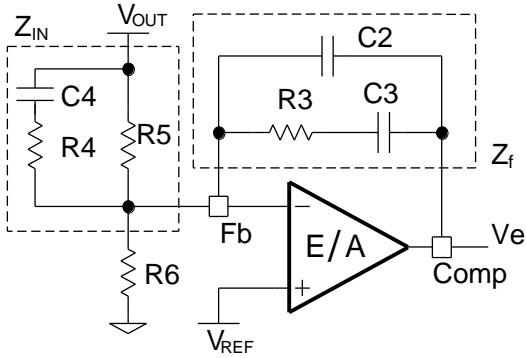 Z_IN
V_OUT
C2
C4
R3
C3
R4
R5
Z_f
Fb
E/A
Ve
Comp
R6
V_REF